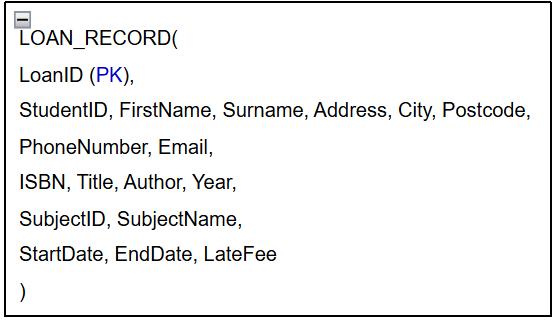 LOAN_RECORD(
LoanID (PK),
StudentID, FirstName, Surname, Address, City, Postcode,
PhoneNumber, Email,
ISBN, Title, Author, Year,
SubjectID, SubjectName,
StartDate, EndDate, LateFee
)